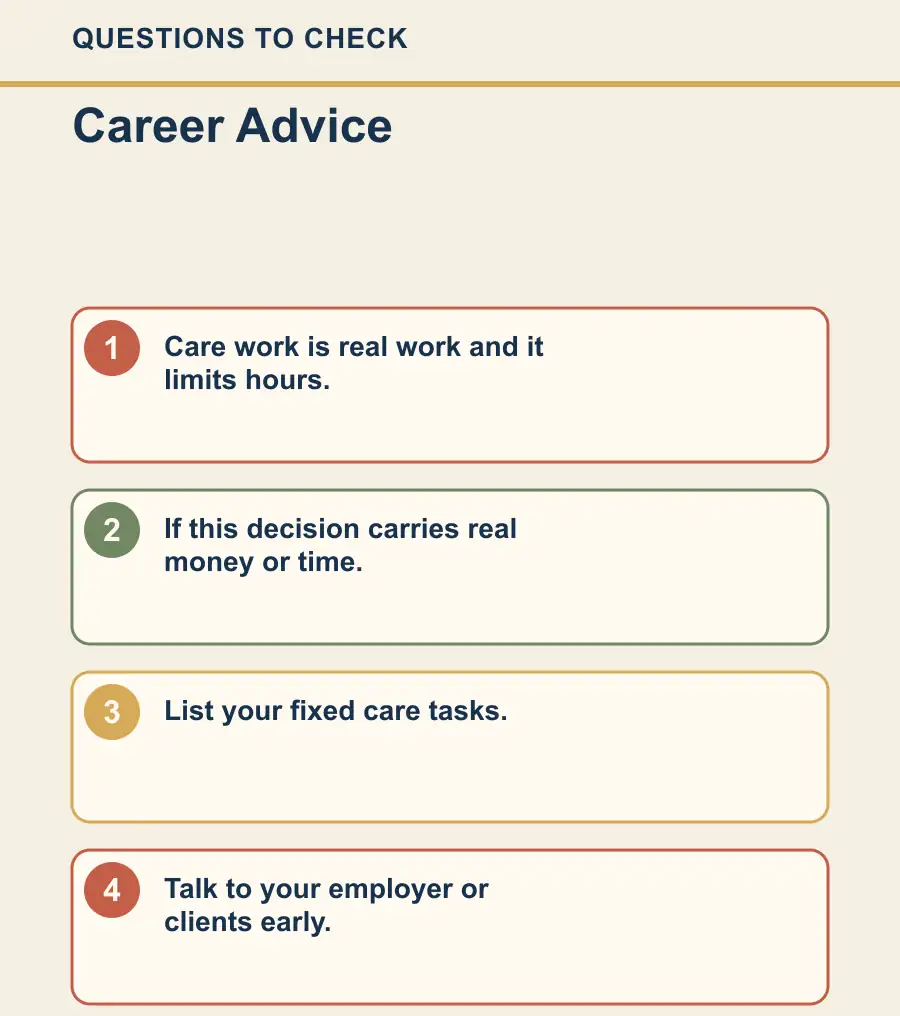 QUESTIONS TO CHECK
Career Advice
1
Care work is real work and it
limits hours.
2
If this decision carries real
money or time.
3
List your fixed care tasks.
4
Talk to your employer or
clients early.